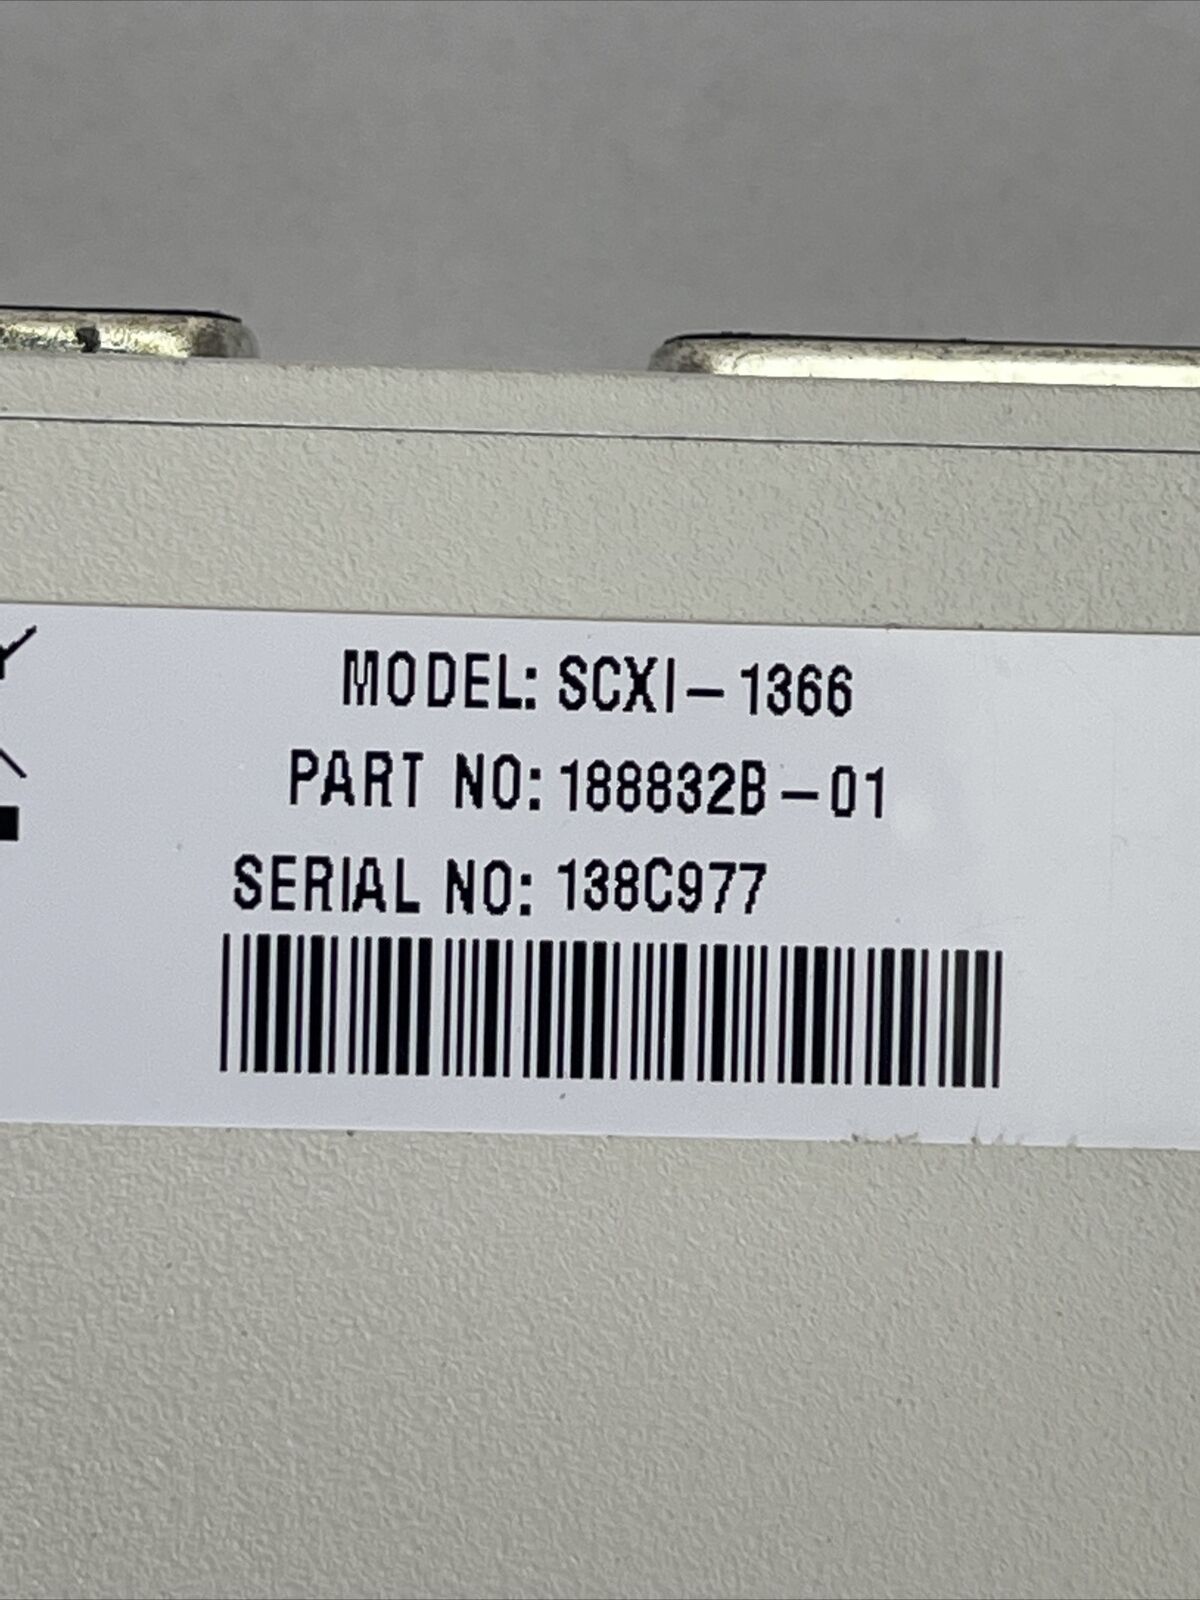 MODEL: SCXI-1366
PART NO: 188832B-01
SERIAL NO: 138C977